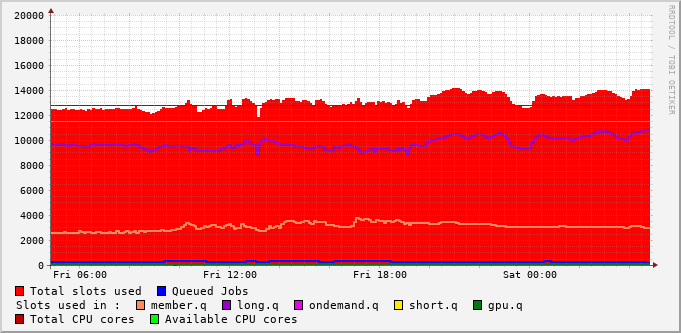 RRDTOOL / TOBI OETIKER
20000
18000
16000
14000
12000
10000
8000
6000
4000
2000
0
Fri 06:00 Fri 12:00 Fri 18:00 Sat 00:00
Total slots used Queued Jobs
Slots used in : member.q long.q ondemand.q short.q gpu.q
Total CPU cores Available CPU cores